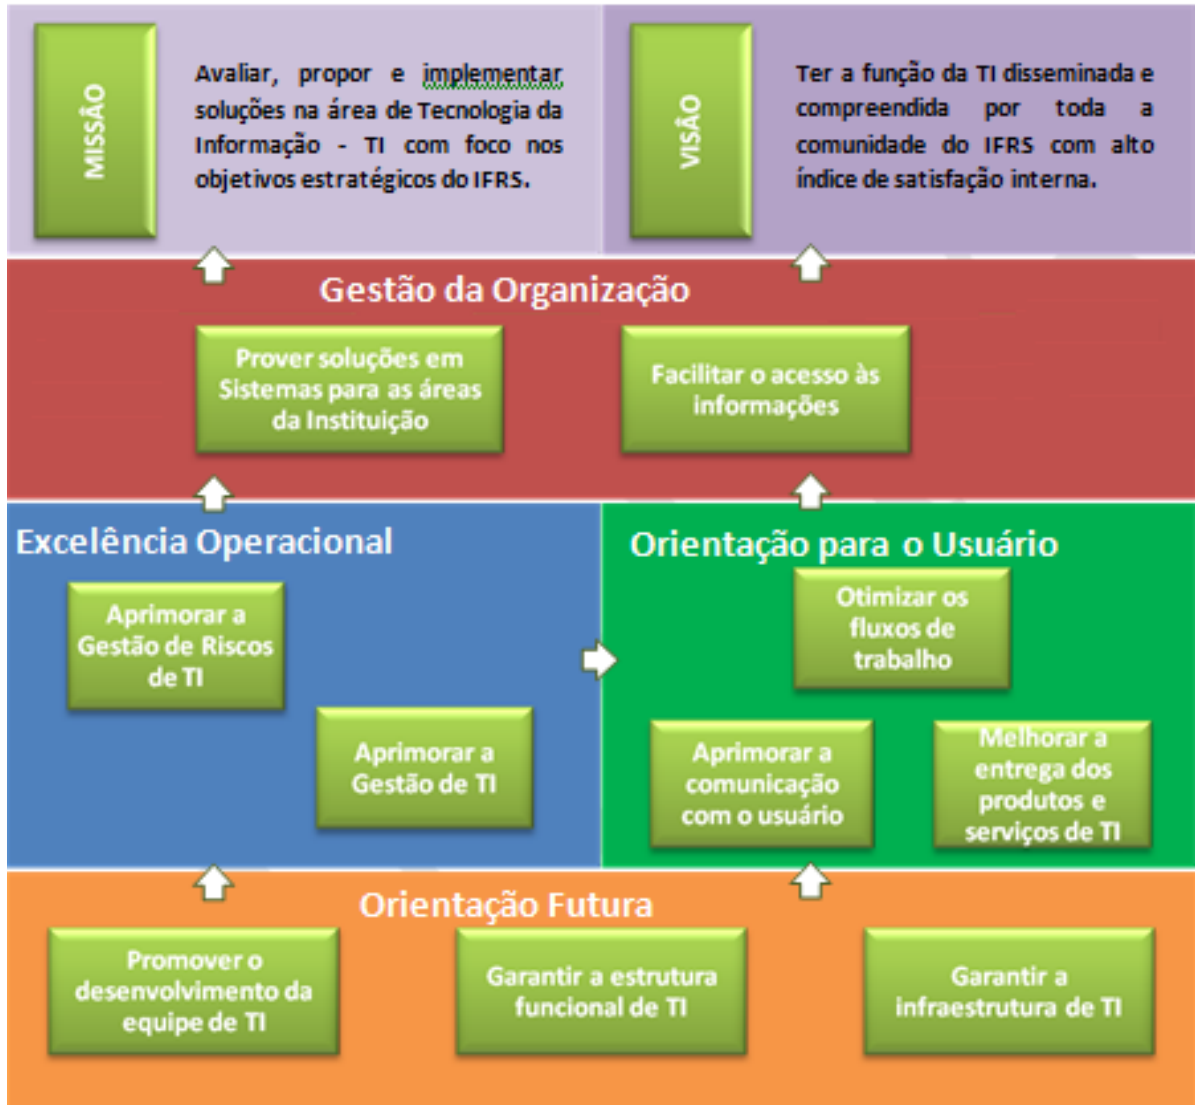 MISSÃO
Avaliar, propor e implementar
soluções na área de Tecnologia da
Informação - TI com foco nos
objetivos estratégicos do IFRS.
VISÃO
Ter a função da TI disseminada e
compreendida por toda a
comunidade do IFRS com alto
índice de satisfação interna.
Gestão da Organização
Prover soluções em
Sistemas para as áreas
da Instituição
Facilitar o acesso às
informações
Excelência Operacional
Aprimorar a
Gestão de Riscos
de TI
Aprimorar a
Gestão de TI
Orientação para o Usuário
Otimizar os
fluxos de
trabalho
Aprimorar a
comunicação
com o usuário
Melhorar a
entrega dos
produtos e
serviços de TI
Orientação Futura
Promover o
desenvolvimento da
equipe de TI
Garantir a estrutura
funcional de TI
Garantir a
infraestrutura de TI